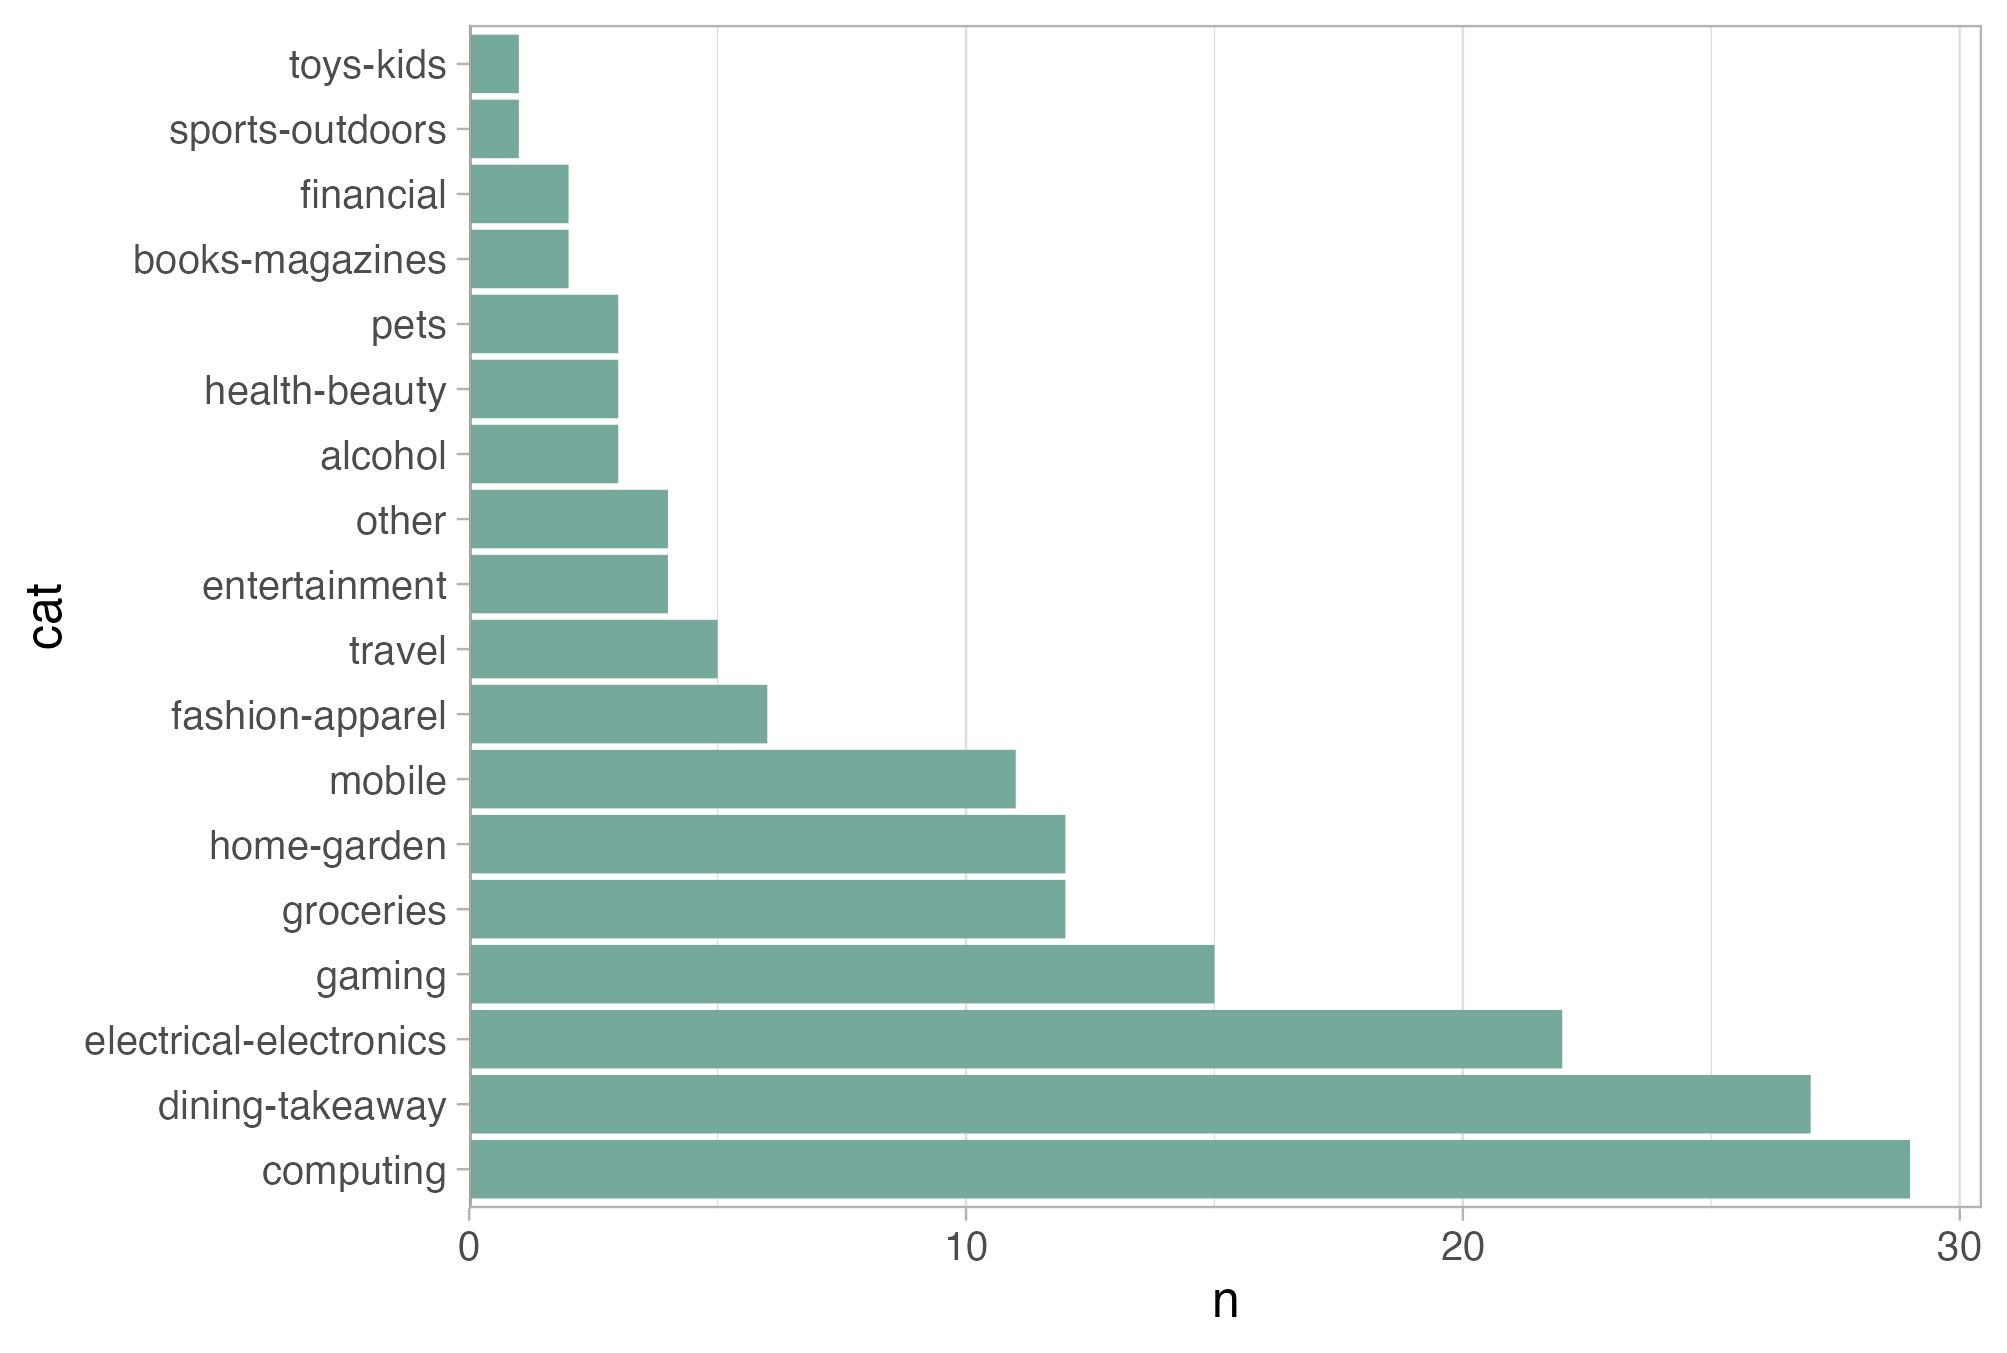 toys-kids
sports-outdoors
financial
books-magazines
pets
health-beauty
alcohol
other
entertainment
travel
fashion-apparel
mobile
home-garden
groceries
gaming
electrical-electronics
dining-takeaway
computing
cat
0 10 20 30
n